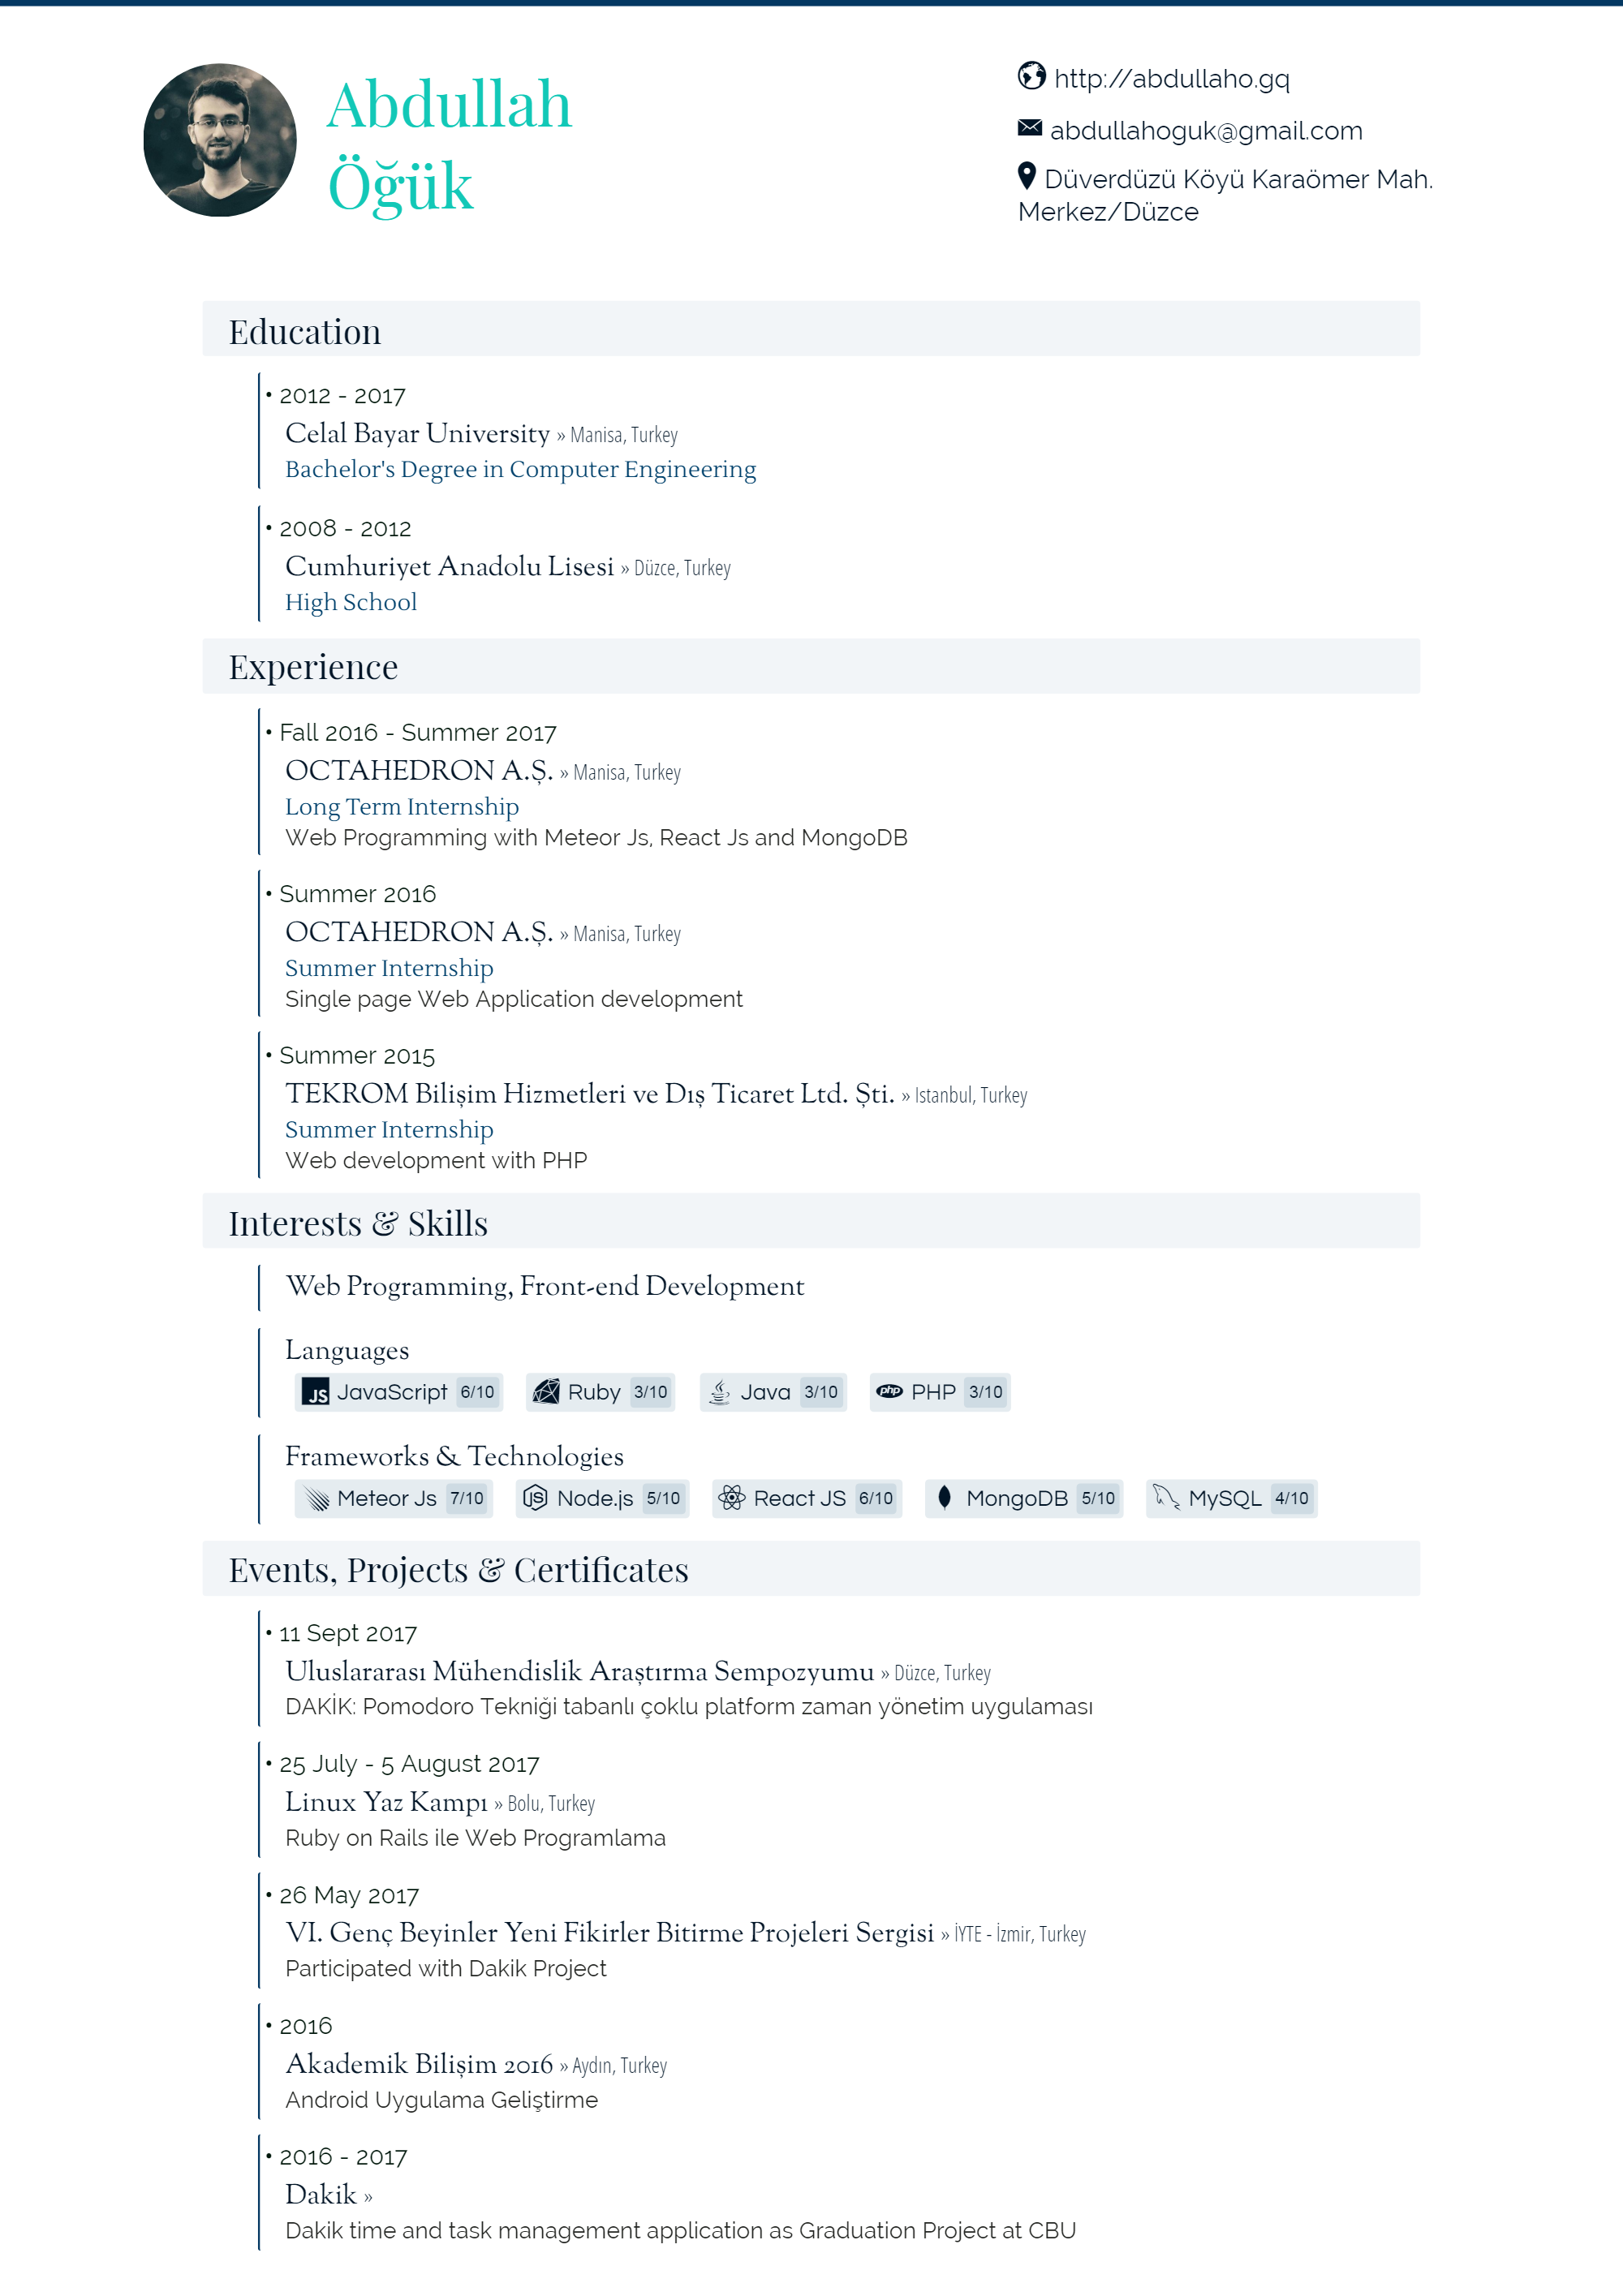 Abdullah
Öğük
http://abdullaho.gq
abdullahoguk@gmail.com
Düverdüzü Köyü Karaömer Mah.
Merkez/Düzce
Education
• 2012 - 2017
Celal Bayar University » Manisa, Turkey
Bachelor's Degree in Computer Engineering
• 2008 - 2012
Cumhuriyet Anadolu Lisesi » Düzce, Turkey
High School
Experience
• Fall 2016 - Summer 2017
OCTAHEDRON A.Ş. » Manisa, Turkey
Long Term Internship
Web Programming with Meteor Js, React Js and MongoDB
• Summer 2016
OCTAHEDRON A.Ş. » Manisa, Turkey
Summer Internship
Single page Web Application development
• Summer 2015
TEKROM Bilişim Hizmetleri ve Dış Ticaret Ltd. Şti. » Istanbul, Turkey
Summer Internship
Web development with PHP
Interests & Skills
Web Programming, Front-end Development
Languages
JS JavaScript 6/10 Ruby 3/10 Java 3/10 php PHP 3/10
Frameworks & Technologies
Meteor Js 7/10 JS Node.js 5/10 React JS 6/10 MongoDB 5/10 MySQL 4/10
Events, Projects & Certificates
• 11 Sept 2017
Uluslararası Mühendislik Araştırma Sempozyumu » Düzce, Turkey
DAKİK: Pomodoro Tekniği tabanlı çoklu platform zaman yönetim uygulaması
• 25 July - 5 August 2017
Linux Yaz Kampı » Bolu, Turkey
Ruby on Rails ile Web Programlama
• 26 May 2017
VI. Genç Beyinler Yeni Fikirler Bitirme Projeleri Sergisi » İYTE - İzmir, Turkey
Participated with Dakik Project
• 2016
Akademik Bilişim 2016 » Aydın, Turkey
Android Uygulama Geliştirme
• 2016 - 2017
Dakik »
Dakik time and task management application as Graduation Project at CBU